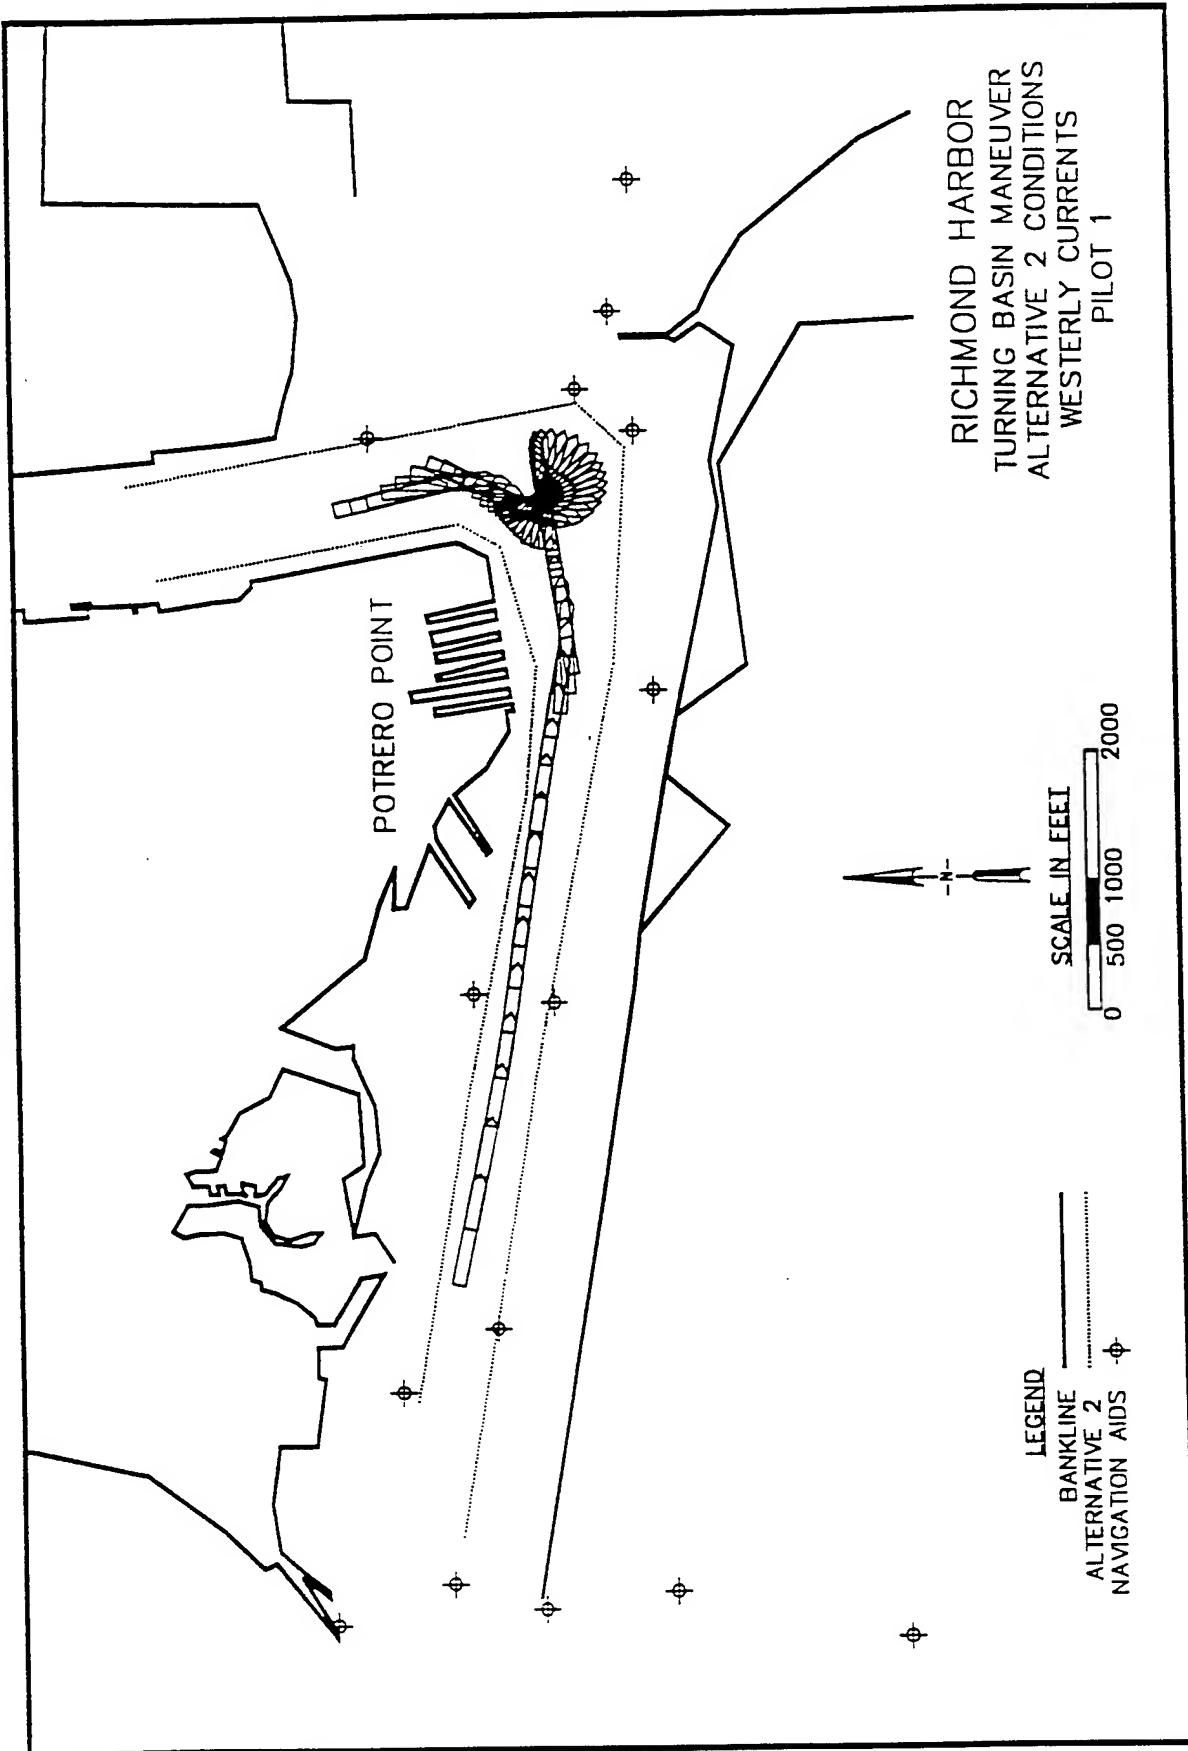 POTRERO POINT
RICHMOND HARBOR
TURNING BASIN MANEUVER
ALTERNATIVE 2 CONDITIONS
WESTERLY CURRENTS
PILOT 1
-N-
SCALE IN FEET
0 500 1000 2000
LEGEND
BANKLINE
ALTERNATIVE 2
NAVIGATION AIDS